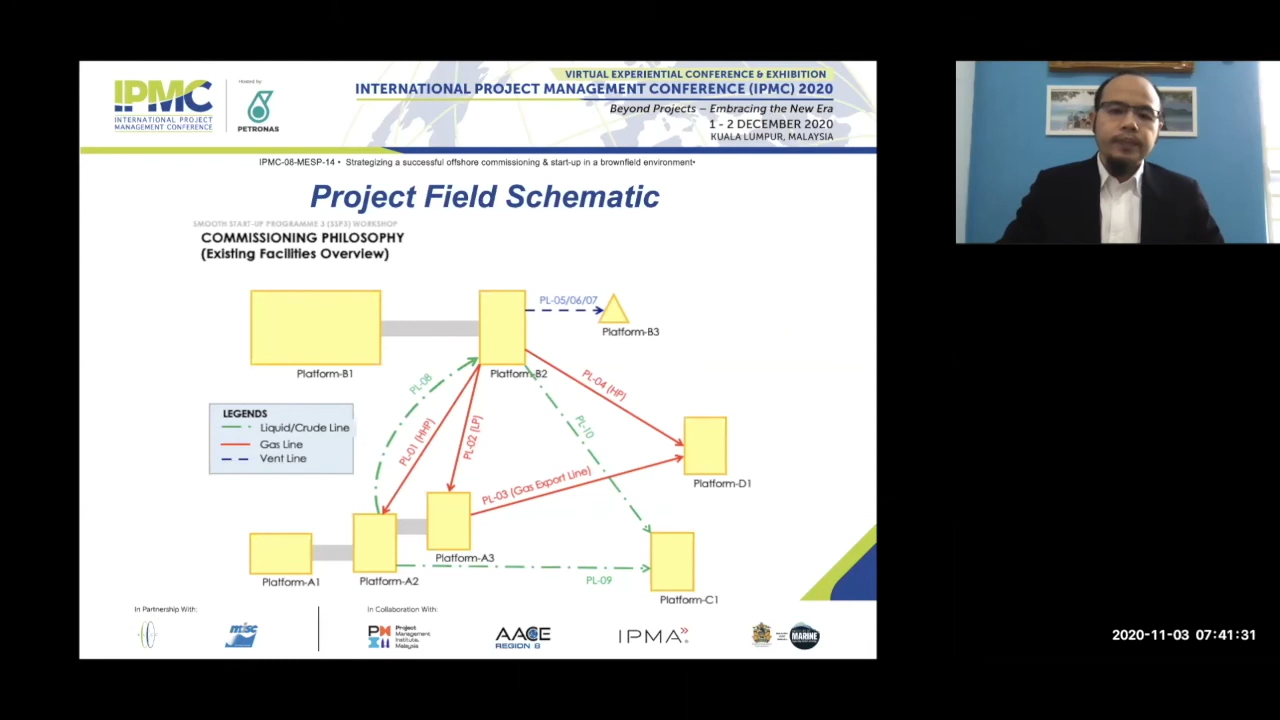 VIRTUAL EXPERIENTIAL CONFERENCE & EXHIBITION
INTERNATIONAL PROJECT MANAGEMENT CONFERENCE (IPMC) 2020
Beyond Projects – Embracing the New Era
1 - 2 DECEMBER 2020
KUALA LUMPUR, MALAYSIA
IPMC
INTERNATIONAL PROJECT
MANAGEMENT CONFERENCE
Hosted by:
PETRONAS
IPMC-08-MESP-14 • Strategizing a successful offshore commissioning & start-up in a brownfield environment•
Project Field Schematic
SMOOTH START-UP PROGRAMME 3 (SSP3) WORKSHOP
COMMISSIONING PHILOSOPHY
(Existing Facilities Overview)
PL-05/06/07
Platform-B3
Platform-B1
Platform-B2
PL-08
PL-04 (HP)
LEGENDS
Liquid/Crude Line
Gas Line
Vent Line
PL-01 (HHP)
PL-02 (LP)
PL-10
PL-03 (Gas Export Line)
Platform-D1
Platform-A3
Platform-A1
Platform-A2
PL-09
Platform-C1
In Partnership With:
In Collaboration With:
misc
PM
Project
Management
Institute.
Malaysia
AACE
REGION 8
IPMA
MARINE
2020-11-03 07:41:31